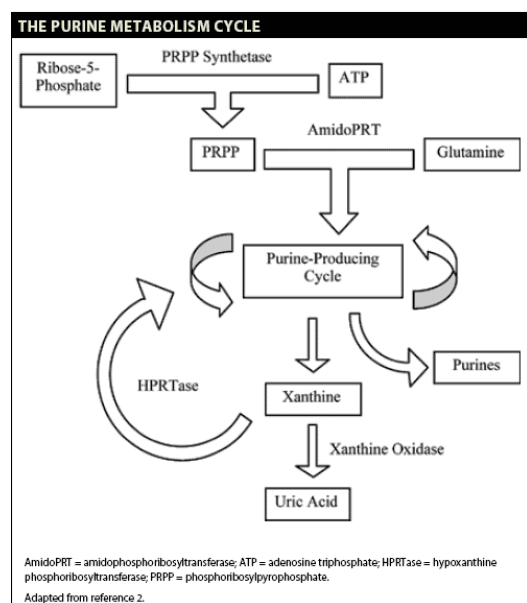 THE PURINE METABOLISM CYCLE
Ribose-5-
Phosphate
PRPP Synthetase
ATP
PRPP
AmidoPRT
Glutamine
Purine-Producing
Cycle
HPRTase
Purines
Xanthine
Xanthine Oxidase
Uric Acid
AmidoPRT = amidophosphoribosyltransferase; ATP = adenosine triphosphate; HPRTase = hypoxanthine
phosphoribosyltransferase; PRPP = phosphoribosylpyrophosphate.
Adapted from reference 2.